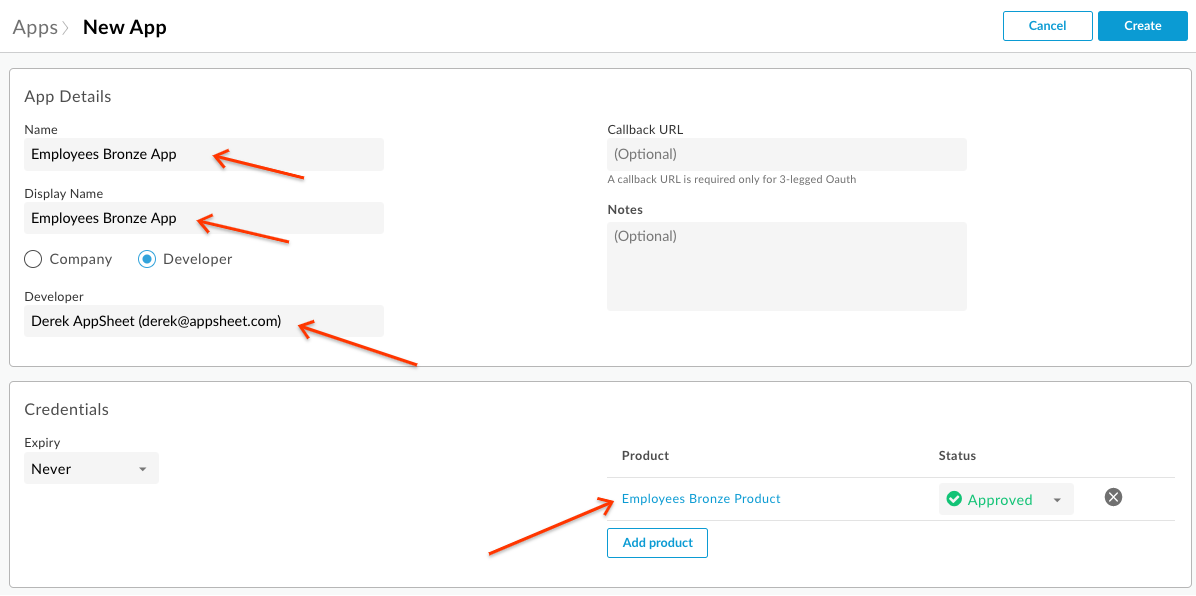 Apps New App
Cancel
Create
App Details
Name
Employees Bronze App
Display Name
Employees Bronze App
Company
Developer
Developer
Derek AppSheet (derek@appsheet.com)
Callback URL
(Optional)
A callback URL is required only for 3-legged Oauth
Notes
(Optional)
Credentials
Expiry
Never
Product Status
Employees Bronze Product Approved
Add product